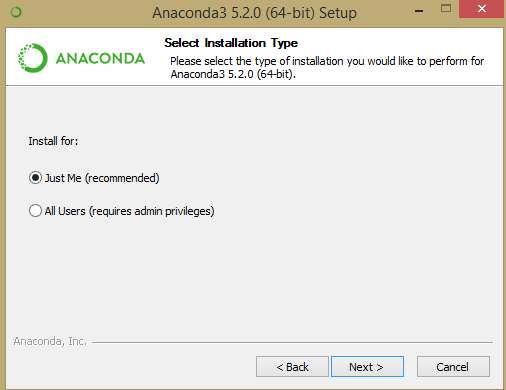 Anaconda3 5.2.0 (64-bit) Setup
ANACONDA
Select Installation Type
Please select the type of installation you would like to perform for
Anaconda3 5.2.0 (64-bit).
Install for:
Just Me (recommended)
All Users (requires admin privileges)
Anaconda, Inc.
< Back
Next >
Cancel